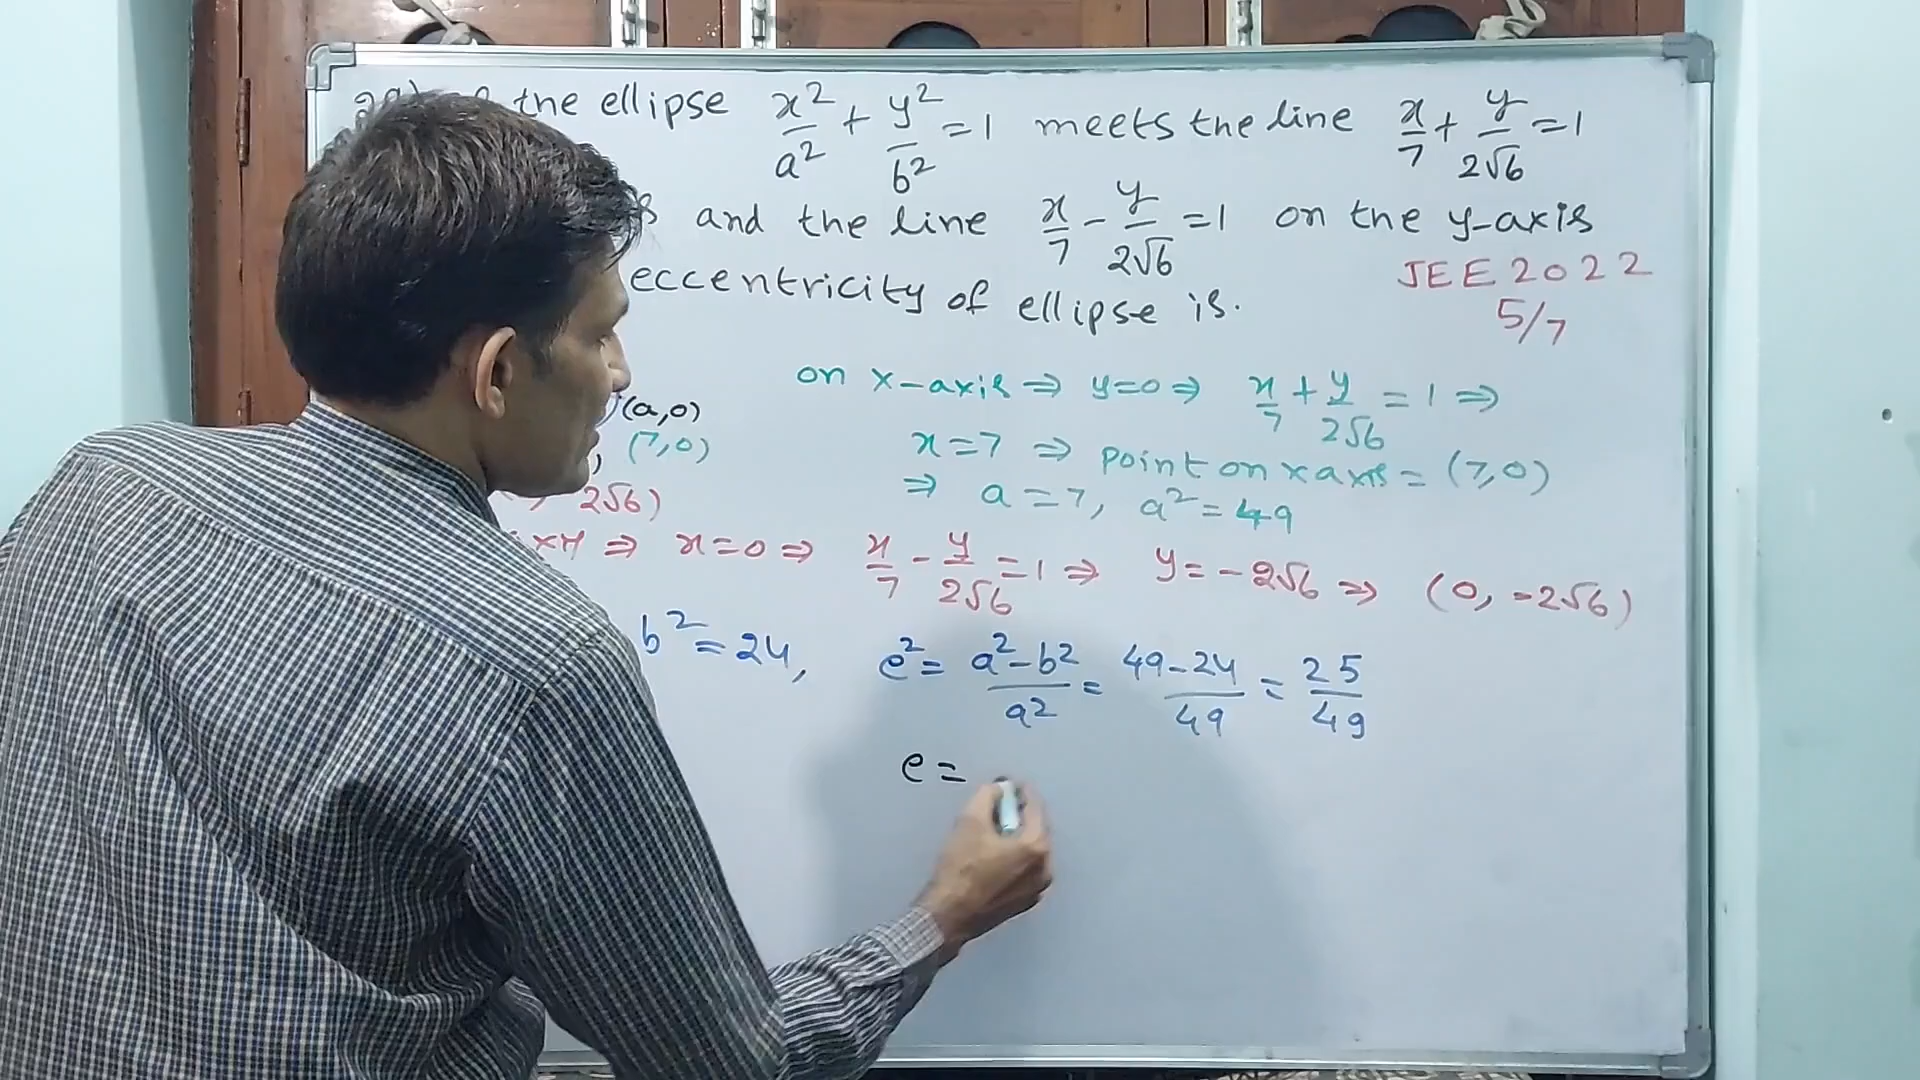 the ellipse x²/a² + y²/b² = 1 meets the line x/7 + y/2√6 = 1
and the line x/7 - y/2√6 = 1 on the y-axis
eccentricity of ellipse is.
JEE 2022
5/7
(a,0)
(7,0)
2√6)
on x-axis ⇒ y=0 ⇒ x/7 + y/2√6 = 1 ⇒
x=7 ⇒ point on x axis = (7,0)
⇒ a=7, a²=49
⇒ x=0 ⇒ x/7 - y/2√6 = 1 ⇒ y=-2√6 ⇒ (0, -2√6)
b²=24, e² = a²-b²/a² = 49-24/49 = 25/49
e =